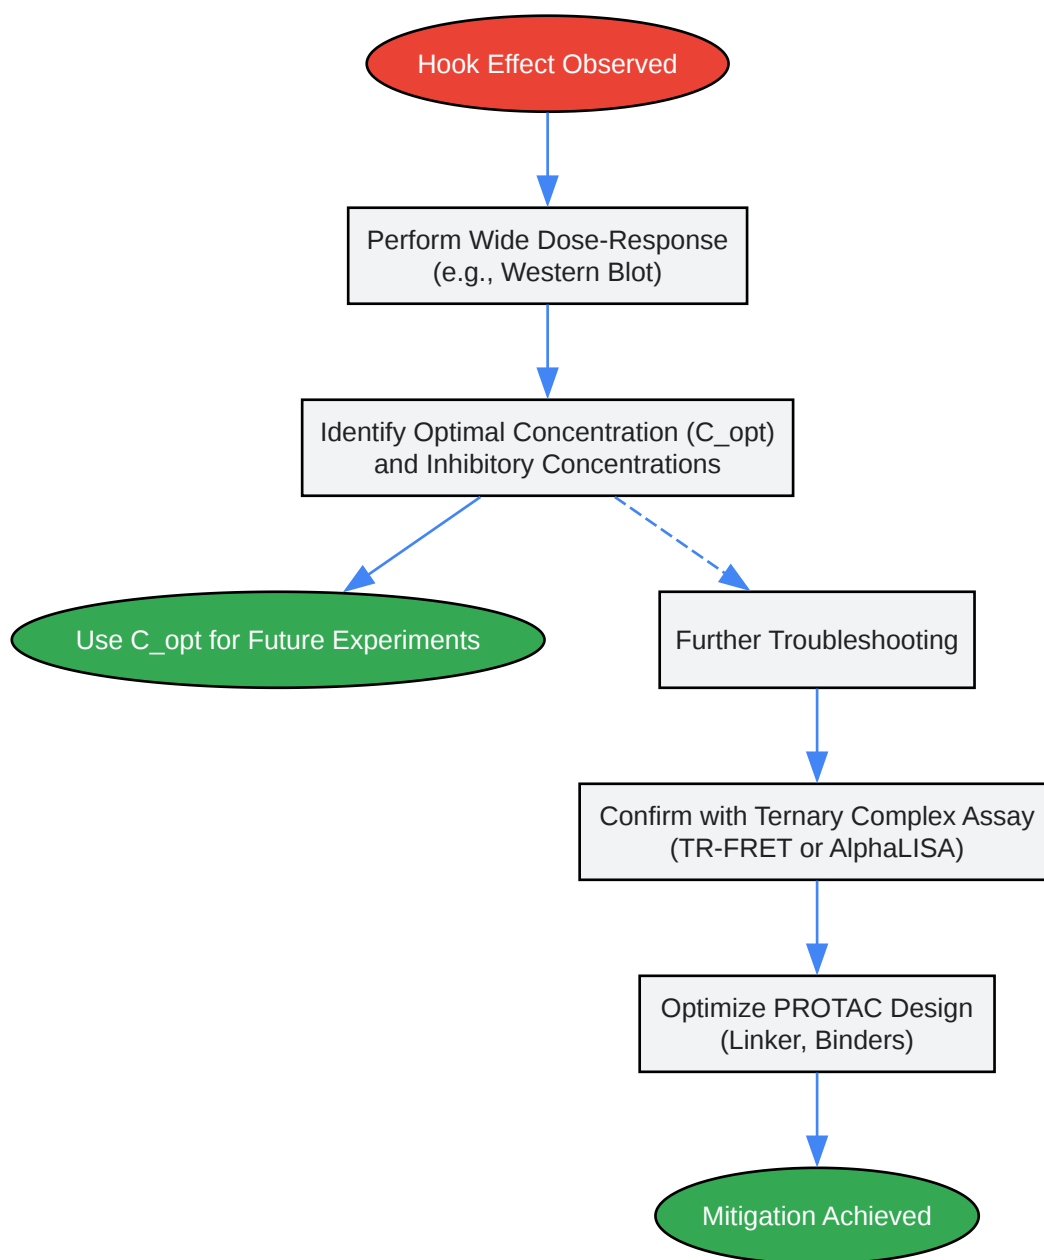 Hook Effect Observed
Perform Wide Dose-Response
(e.g., Western Blot)
Identify Optimal Concentration (C_opt)
and Inhibitory Concentrations
Use C_opt for Future Experiments
Further Troubleshooting
Confirm with Ternary Complex Assay
(TR-FRET or AlphaLISA)
Optimize PROTAC Design
(Linker, Binders)
Mitigation Achieved